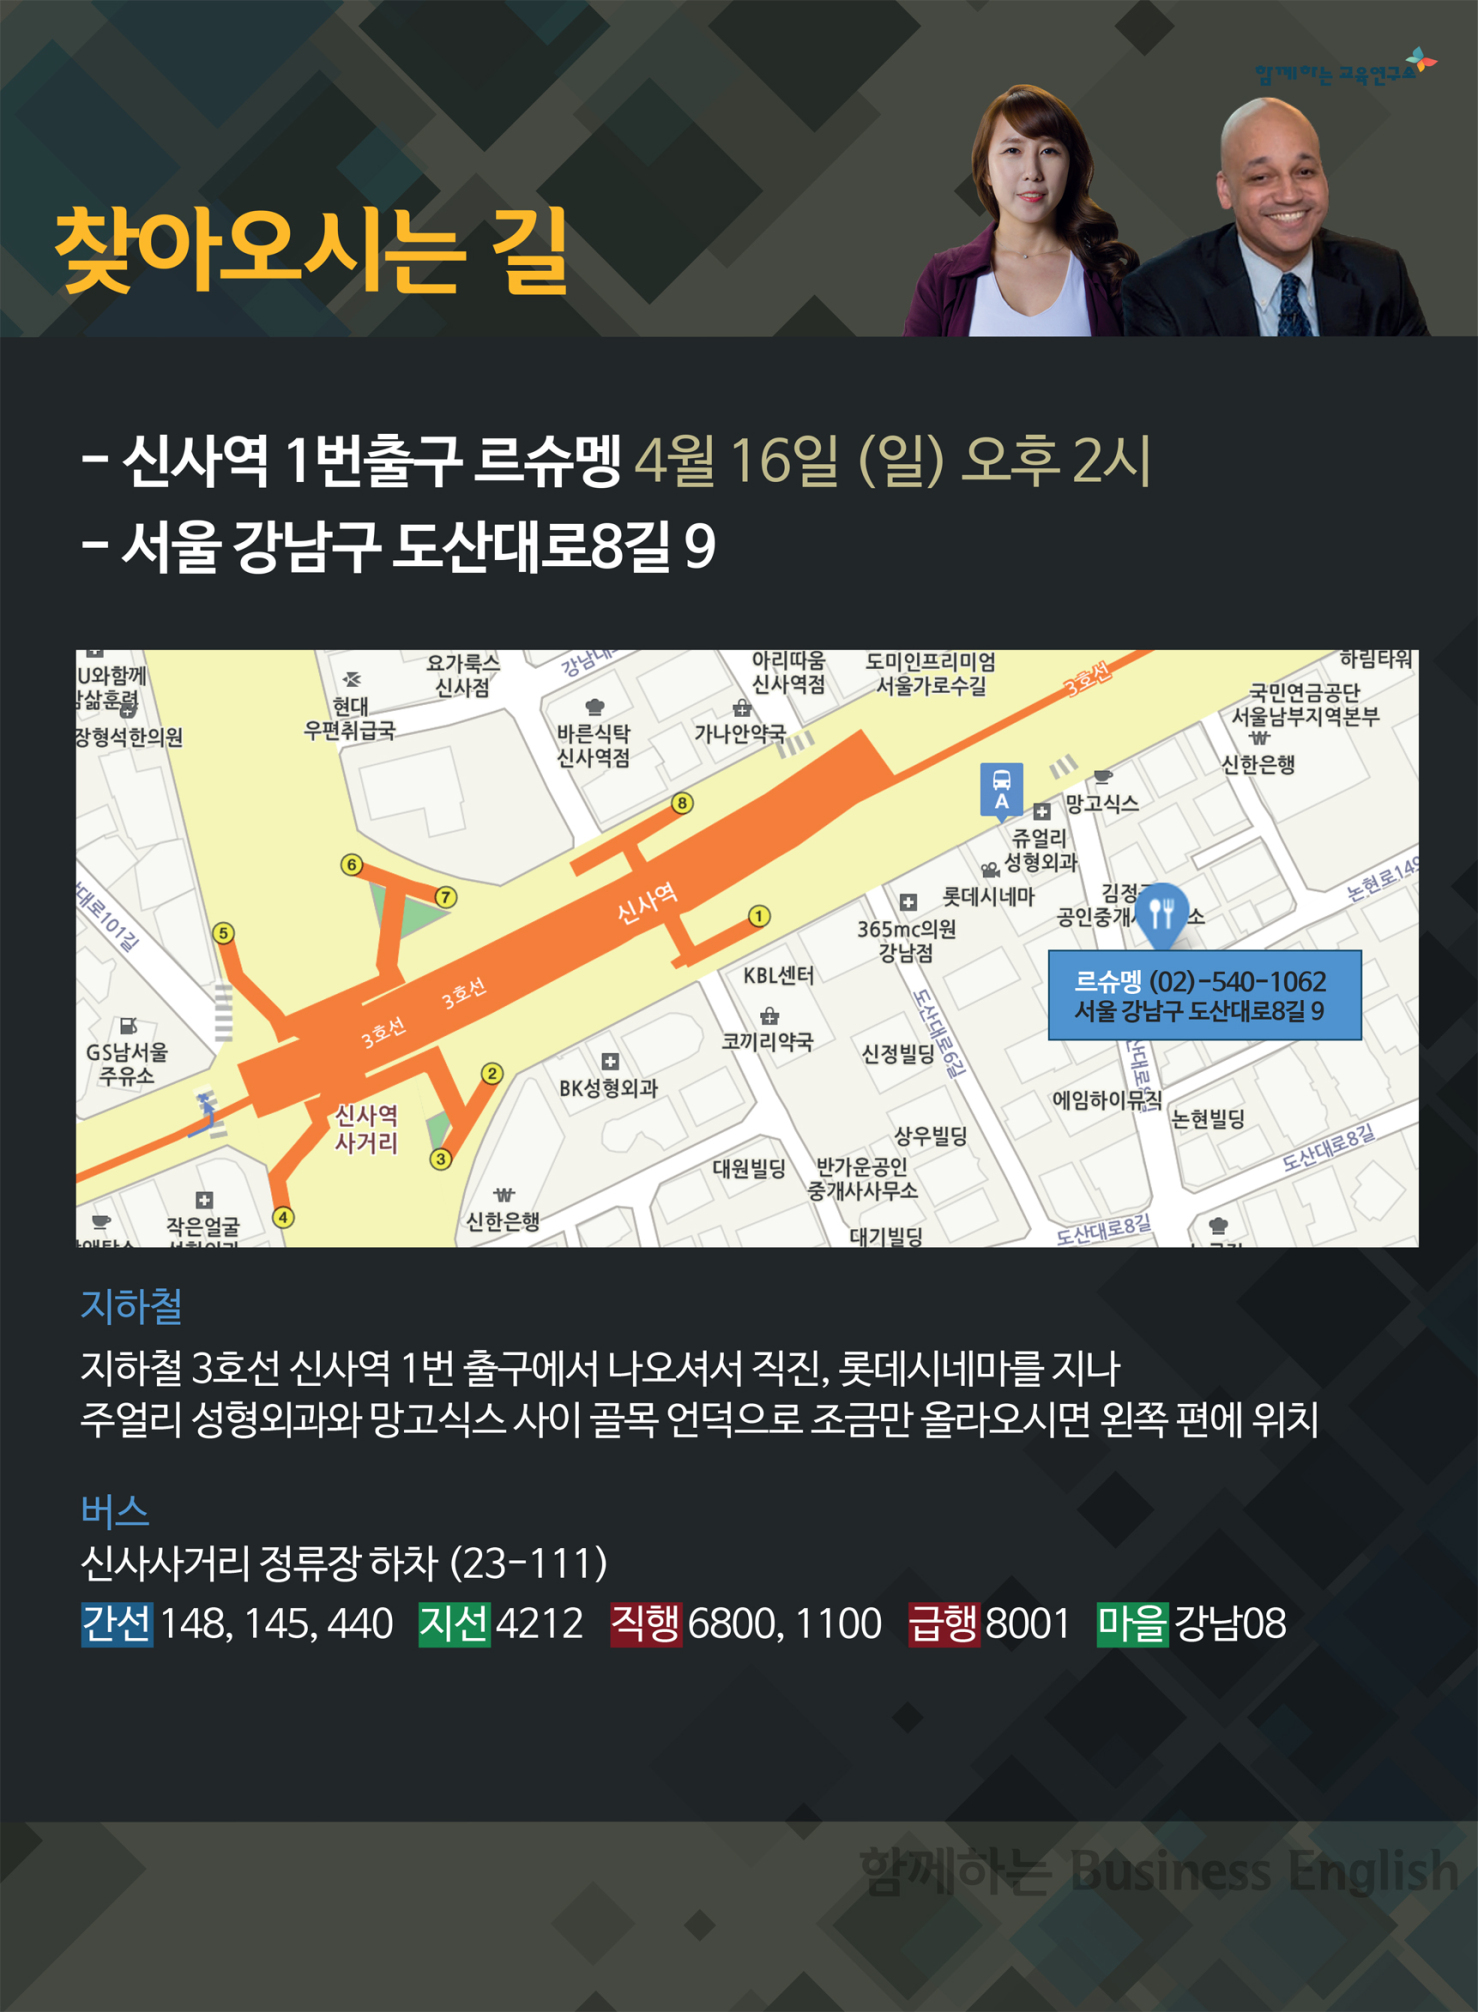 함께하는 교육연구소
찾아오시는 길
- 신사역 1번출구 르슈멩 4월 16일 (일) 오후 2시
- 서울 강남구 도산대로8길 9
U와함께
삶훈련
장형석한의원
현대
우편취급국
요가룩스
신사점
강남대
바른식탁
신사역점
아리따움
신사역점
가나안약국
도미인프리미엄
서울가로수길
3호선
하림타워
국민연금공단
서울남부지역본부
신한은행
A
망고식스
쥬얼리
성형외과
롯데시네마
365mc의원
강남점
김정
공인중개
소
논현로149
르슈멩 (02)-540-1062
서울 강남구 도산대로8길 9
대로101길
8
6
7
5
1
신사역
3호선
3호선
KBL센터
코끼리약국
신정빌딩
도산대로6길
GS남서울
주유소
2
BK성형외과
신사역
사거리
3
4
에임하이뮤직
논현빌딩
상우빌딩
대원빌딩
반가운공인
중개사사무소
도산대로8길
도산대로8길
대기빌딩
신한은행
작은얼굴
지하철
지하철 3호선 신사역 1번 출구에서 나오셔서 직진, 롯데시네마를 지나
주얼리 성형외과와 망고식스 사이 골목 언덕으로 조금만 올라오시면 왼쪽 편에 위치
버스
신사사거리 정류장 하차 (23-111)
간선 148, 145, 440 지선 4212 직행 6800, 1100 급행 8001 마을 강남08
함께하는 Business English